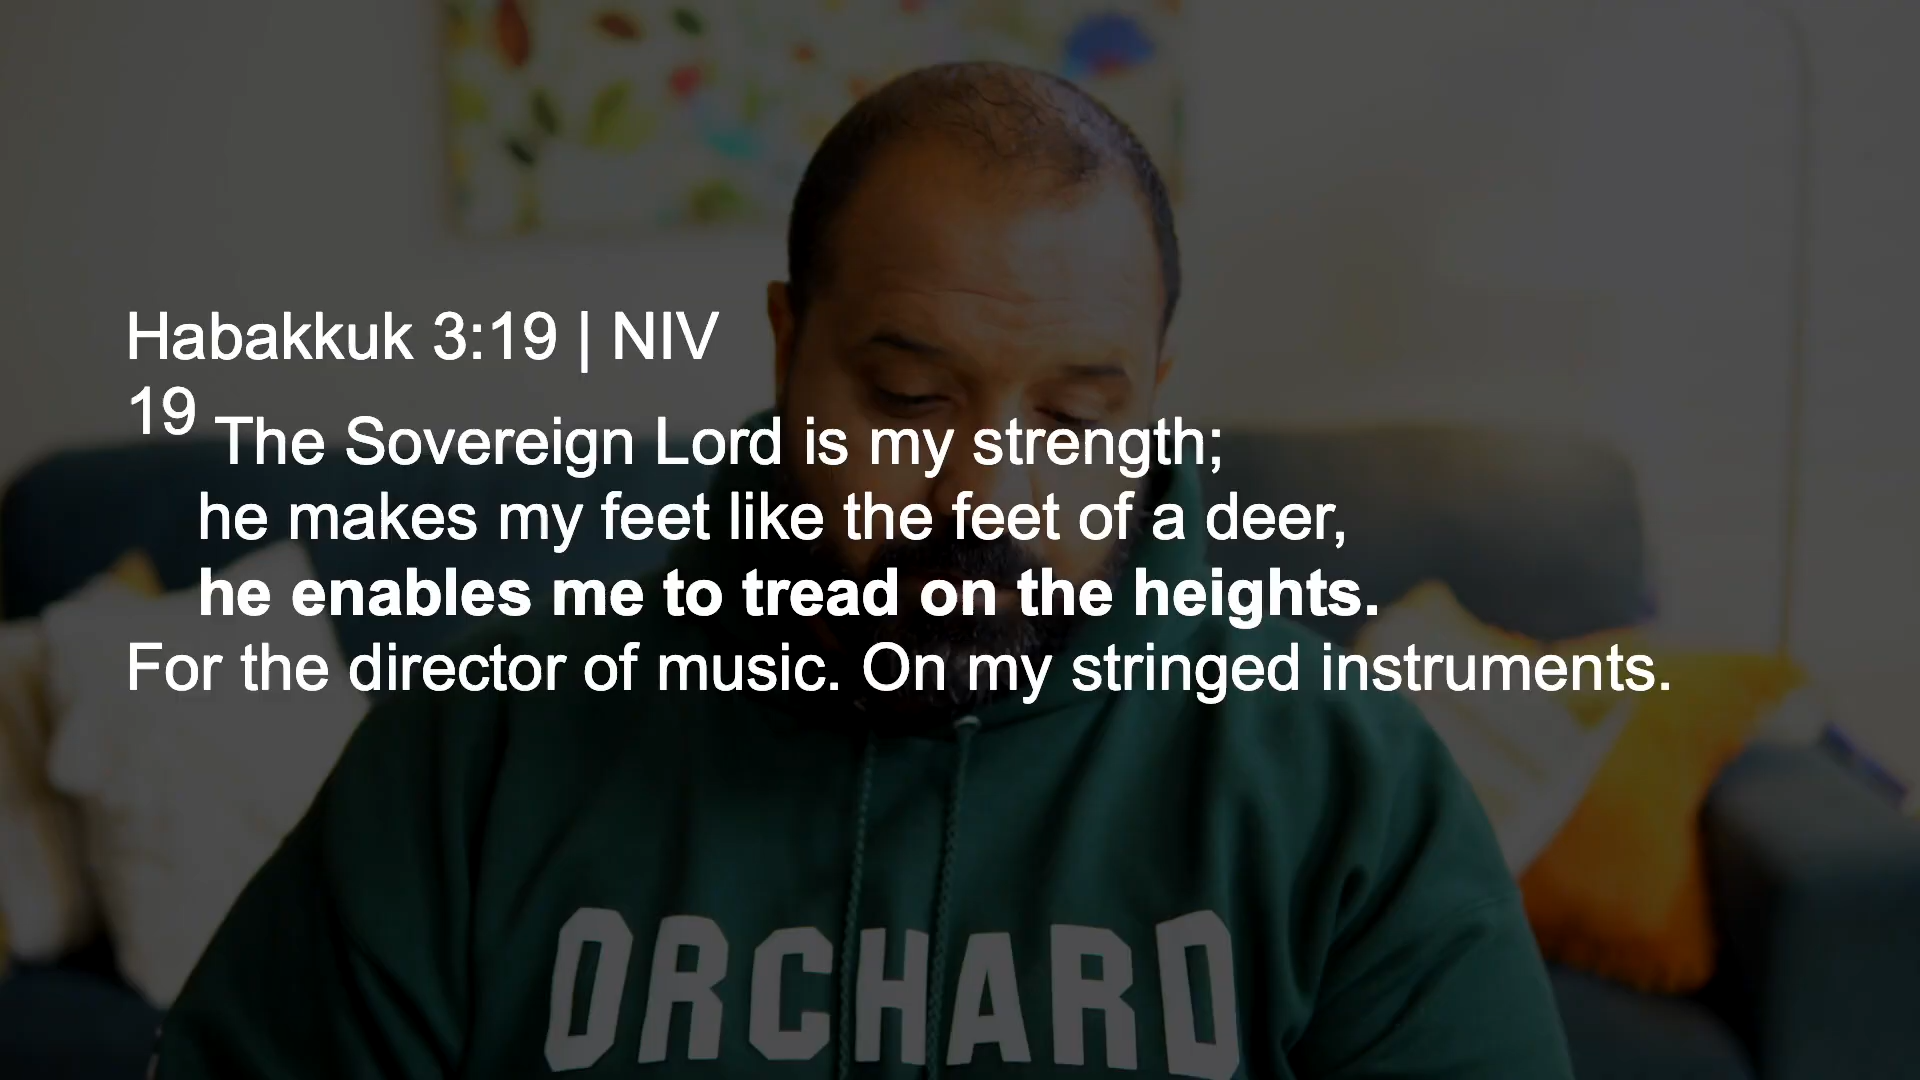 Habakkuk 3:19 | NIV
19 The Sovereign Lord is my strength;
he makes my feet like the feet of a deer,
he enables me to tread on the heights.
For the director of music. On my stringed instruments.
ORCHARD